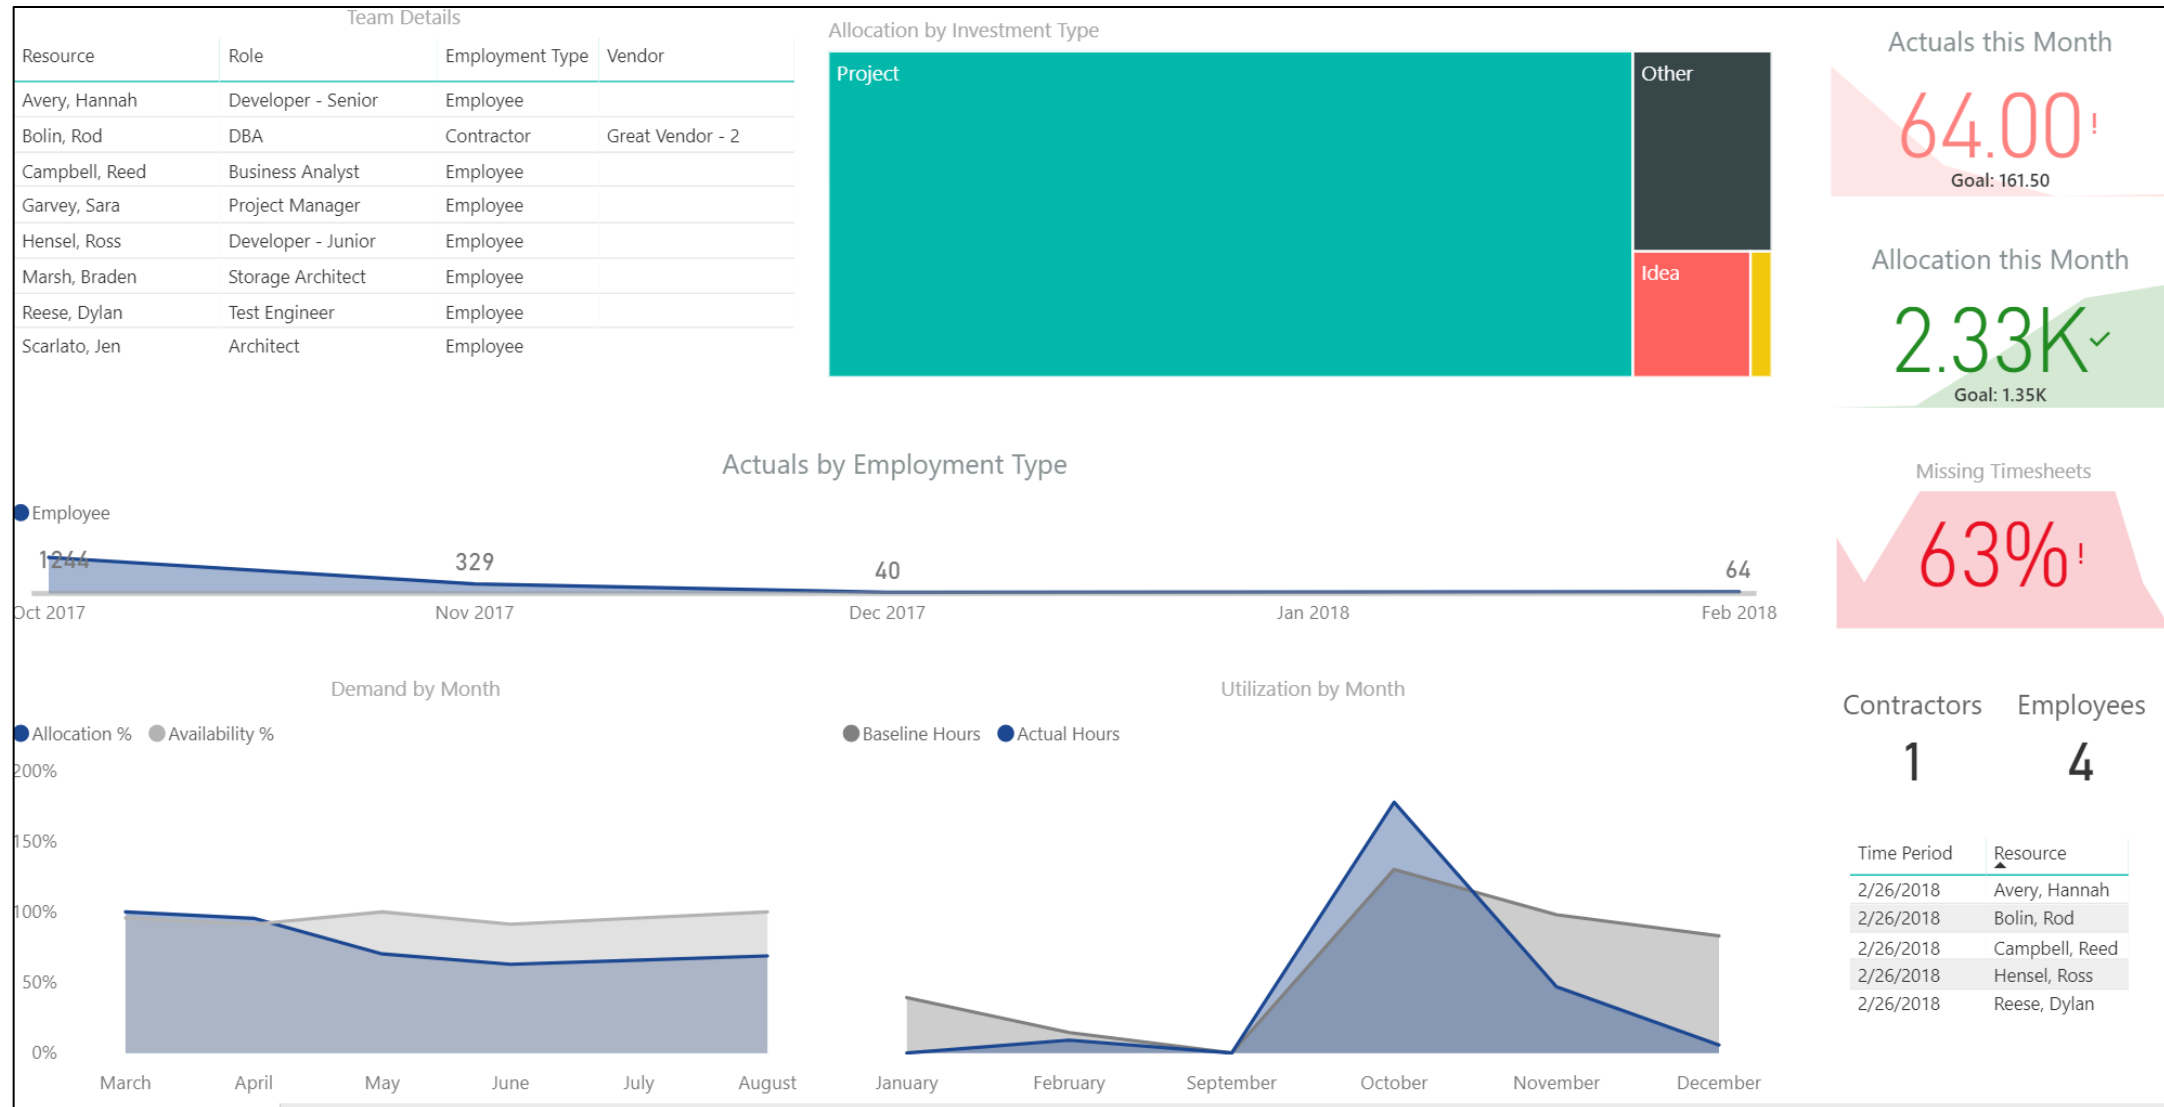 Team Details
Resource Role Employment Type Vendor
Avery, Hannah Developer - Senior Employee
Bolin, Rod DBA Contractor Great Vendor - 2
Campbell, Reed Business Analyst Employee
Garvey, Sara Project Manager Employee
Hensel, Ross Developer - Junior Employee
Marsh, Braden Storage Architect Employee
Reese, Dylan Test Engineer Employee
Scarlato, Jen Architect Employee
Allocation by Investment Type
Project
Other
Idea
Actuals this Month
64.00!
Goal: 161.50
Allocation this Month
2.33K
Goal: 1.35K
Actuals by Employment Type
Employee
1244 329 40 64
Oct 2017 Nov 2017 Dec 2017 Jan 2018 Feb 2018
Missing Timesheets
63%!
Demand by Month
Allocation % Availability %
200%
150%
100%
50%
0%
March April May June July August
Utilization by Month
Baseline Hours Actual Hours
January February September October November December
Contractors Employees
1 4
Time Period Resource
2/26/2018 Avery, Hannah
2/26/2018 Bolin, Rod
2/26/2018 Campbell, Reed
2/26/2018 Hensel, Ross
2/26/2018 Reese, Dylan